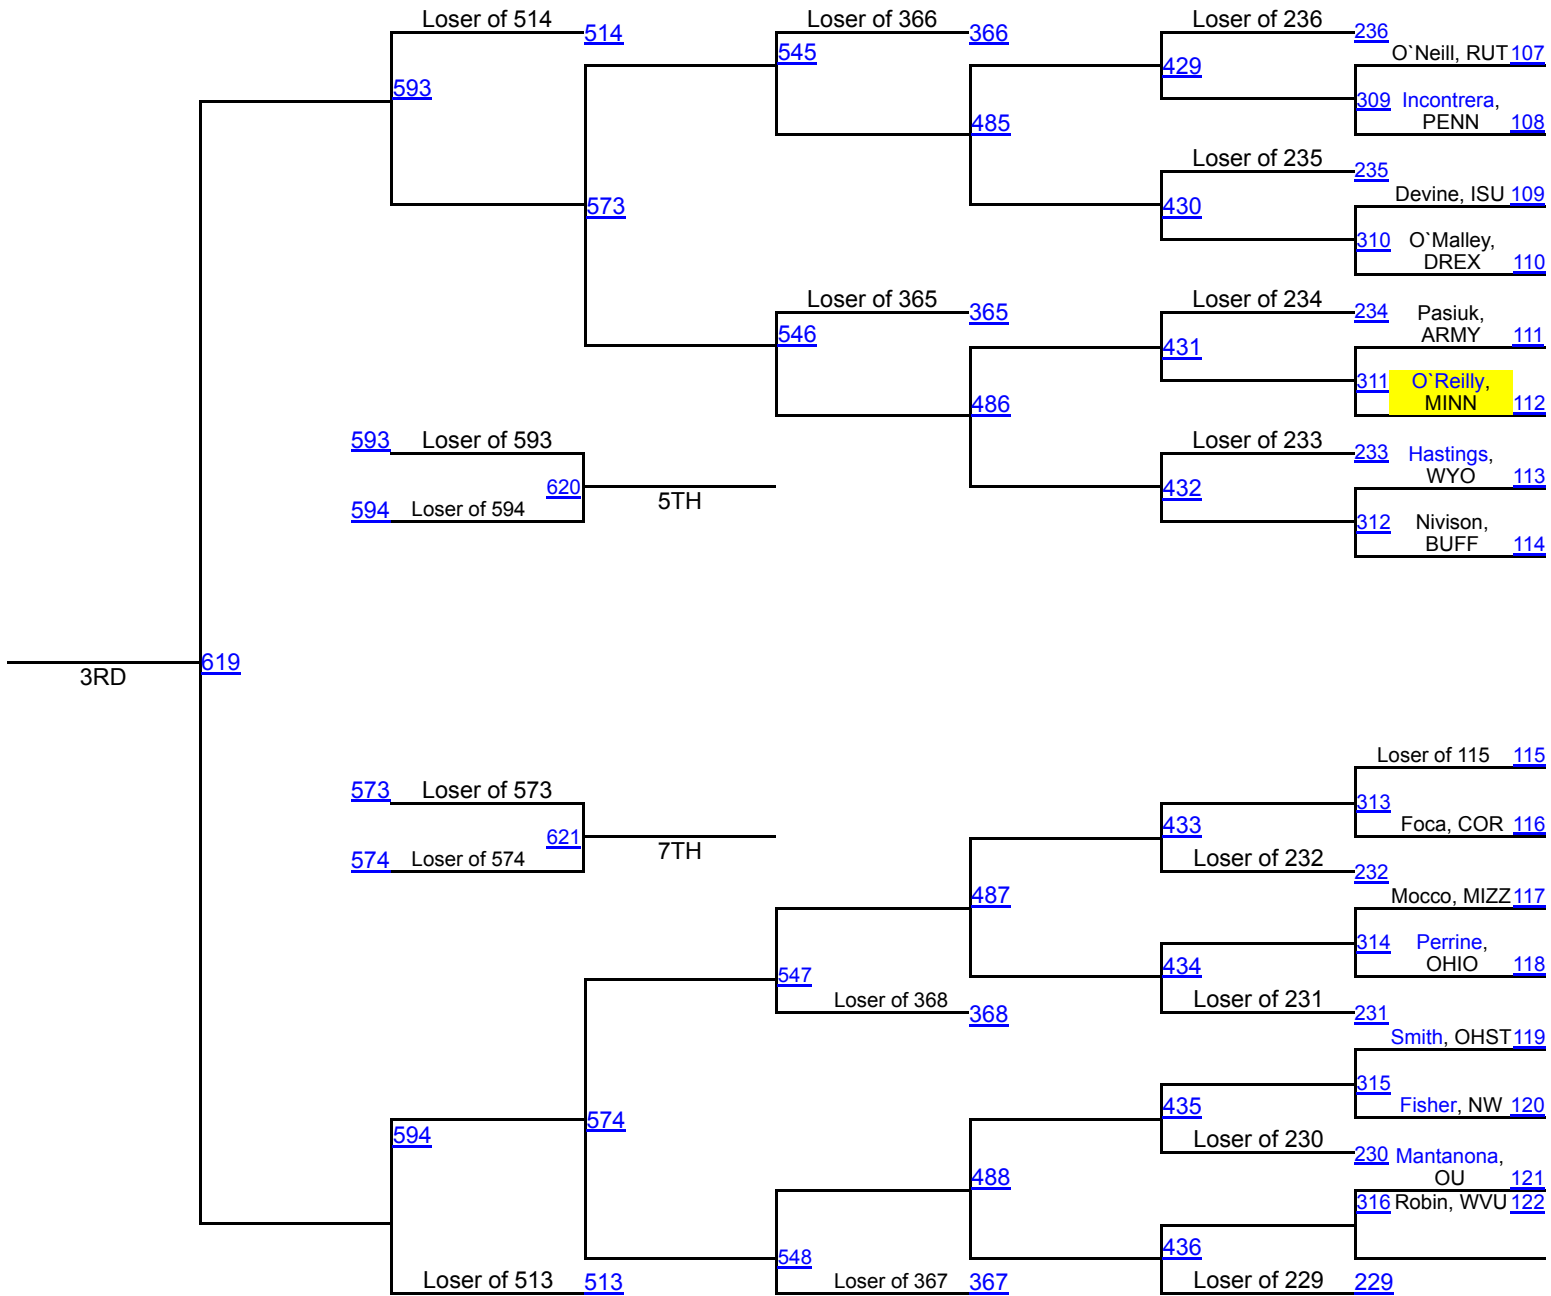 Loser of 514 514
Loser of 366 366
Loser of 236 236
O`Neill, RUT 107
545
429
593
309 Incontrera,
PENN 108
485
Loser of 235 235
Devine, ISU 109
573
430
310 O`Malley,
DREX 110
Loser of 365 365
Loser of 234 234
Pasiuk,
ARMY 111
546
431
311 O`Reilly,
MINN 112
486
593 Loser of 593
Loser of 233 233
Hastings,
WYO 113
620
5TH
432
594 Loser of 594
312 Nivison,
BUFF 114
619
3RD
Loser of 115 115
573 Loser of 573
313
433
Foca, COR 116
621
7TH
574 Loser of 574
Loser of 232 232
487
Mocco, MIZZ 117
314 Perrine,
OHIO 118
434
547
Loser of 368 368
Loser of 231 231
Smith, OHST 119
315
435
Fisher, NW 120
574
594
Loser of 230 230
Mantanona,
OU 121
488
316 Robin, WVU 122
436
548
Loser of 513 513
Loser of 367 367
Loser of 229 229